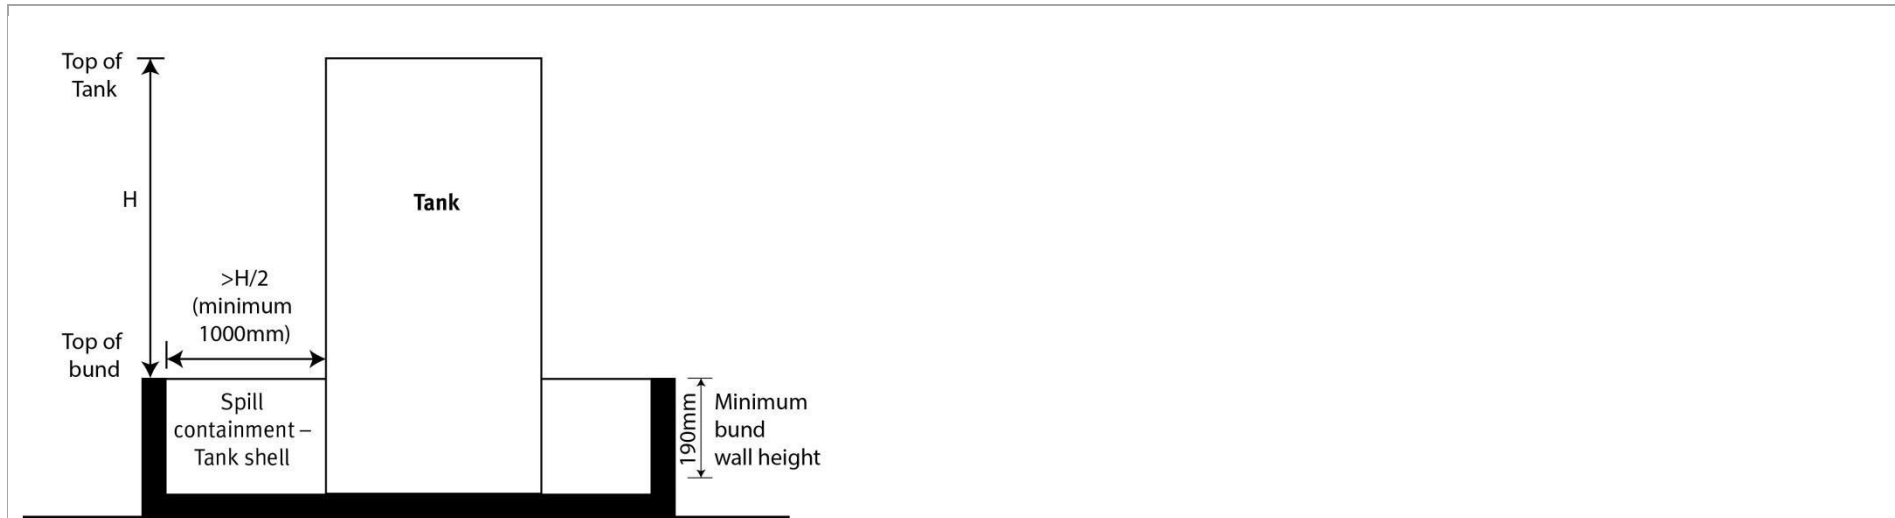 Top of
Tank
H
Tank
>H/2
(minimum
1000mm)
Top of
bund
Spill
containment –
Tank shell
190mm
Minimum
bund
wall height